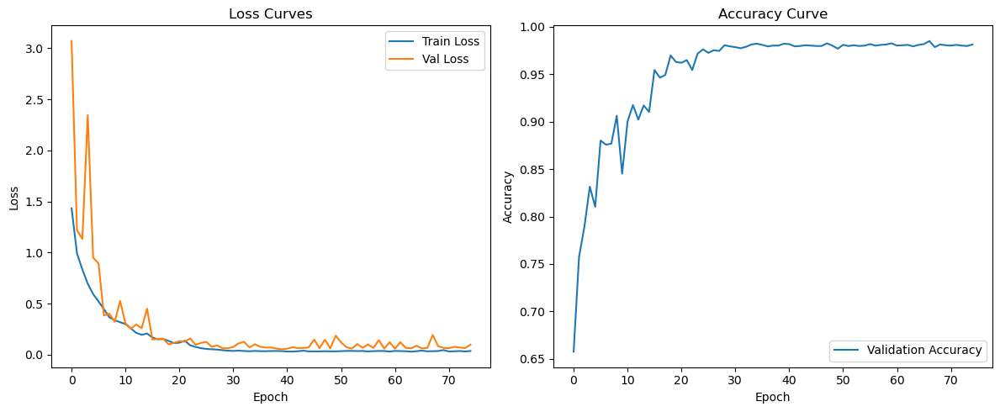 Loss Curves
3.0
2.5
2.0
1.5
1.0
0.5
0.0
Loss
0 10 20 30 40 50 60 70
Epoch
Train Loss
Val Loss
Accuracy Curve
1.00
0.95
0.90
0.85
0.80
0.75
0.70
0.65
Accuracy
0 10 20 30 40 50 60 70
Epoch
Validation Accuracy